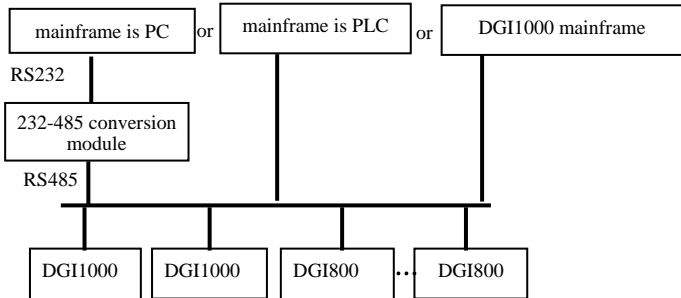 mainframe is PC
or
mainframe is PLC
or
DGI1000 mainframe
RS232
232-485 conversion
module
RS485
DGI1000
DGI1000
DGI800
...
DGI800